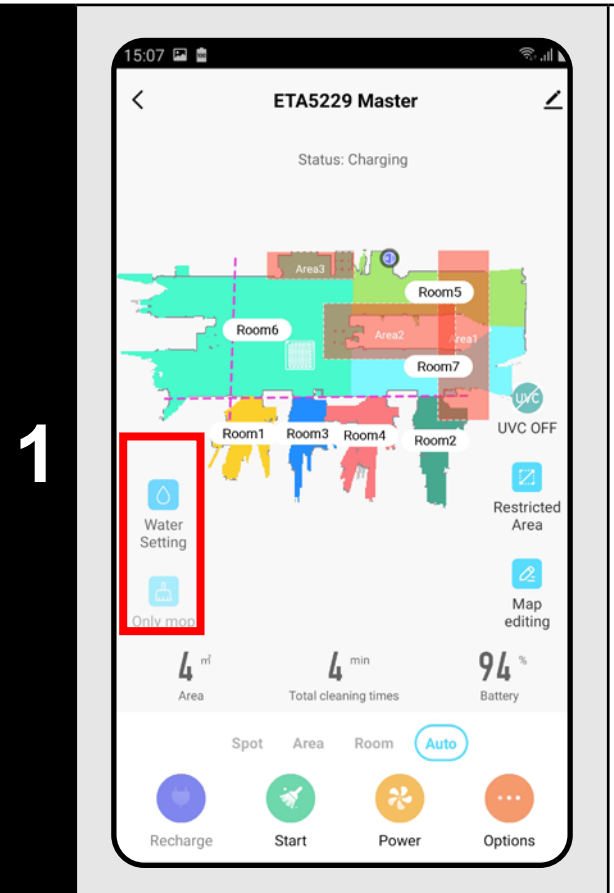 1
15:07
ETA5229 Master
Status: Charging
Area3
Room5
Room6
Area2
Area1
Room7
UVC
UVC OFF
Room1
Room3
Room4
Room2
Water
Setting
Restricted
Area
Only mop
Map
editing
4 m²
4 min
94 %
Area
Total cleaning times
Battery
Spot
Area
Room
Auto
Recharge
Start
Power
Options